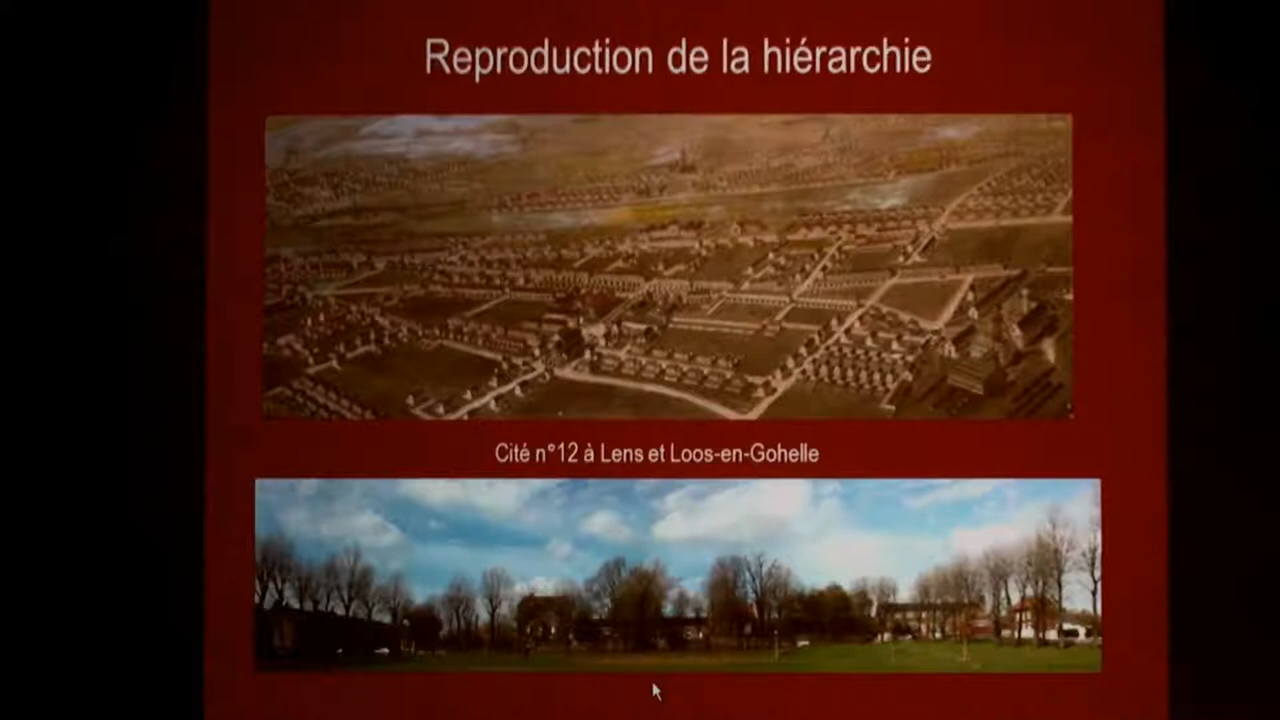 Reproduction de la hiérarchie
Cité n°12 à Lens et Loos-en-Gohelle